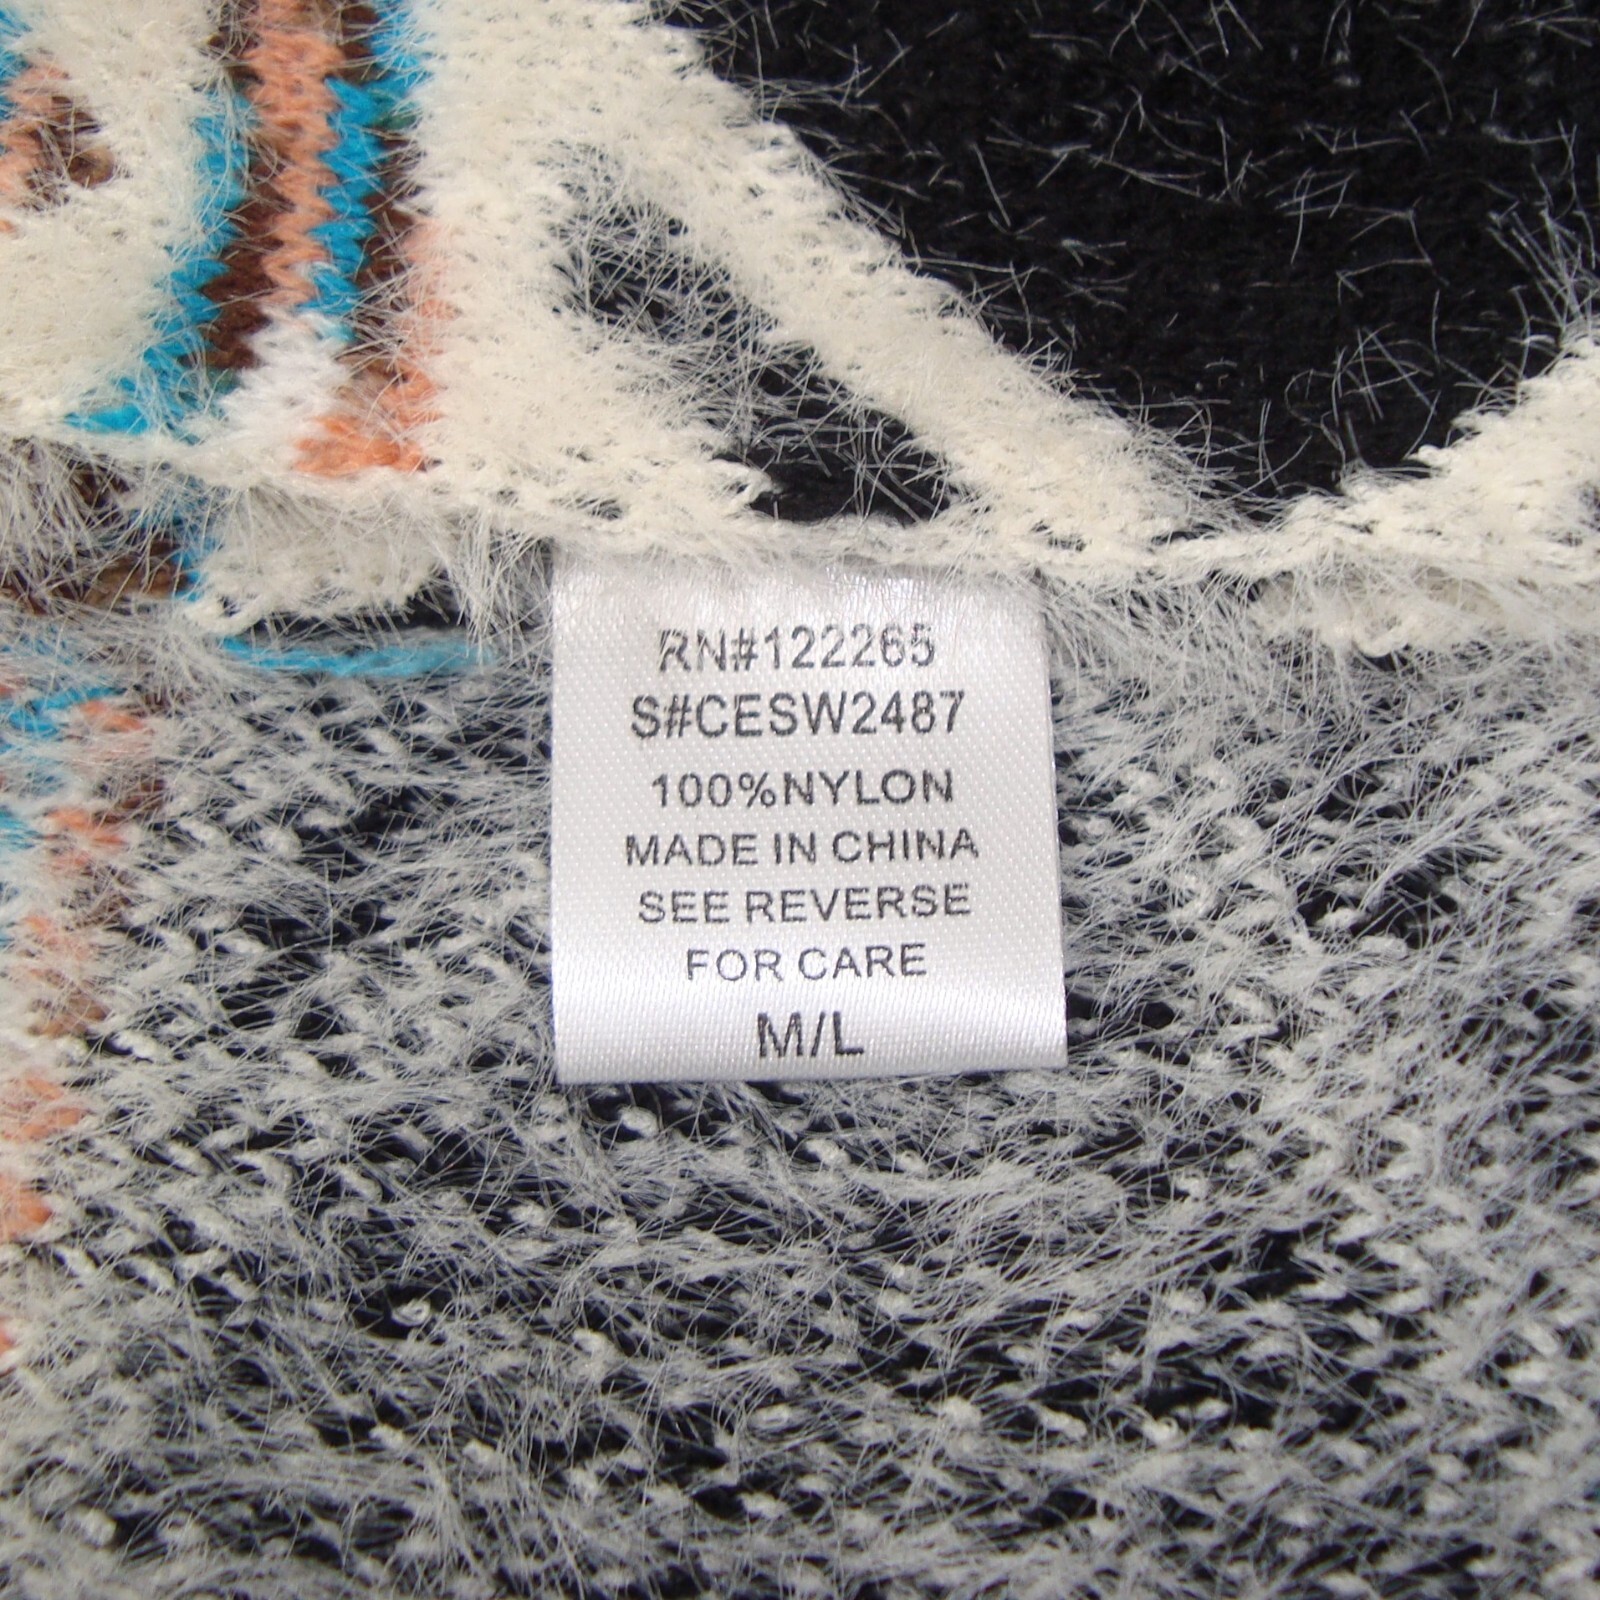 RN#122265
S#CESW2487
100%NYLON
MADE IN CHINA
SEE REVERSE
FOR CARE
M/L